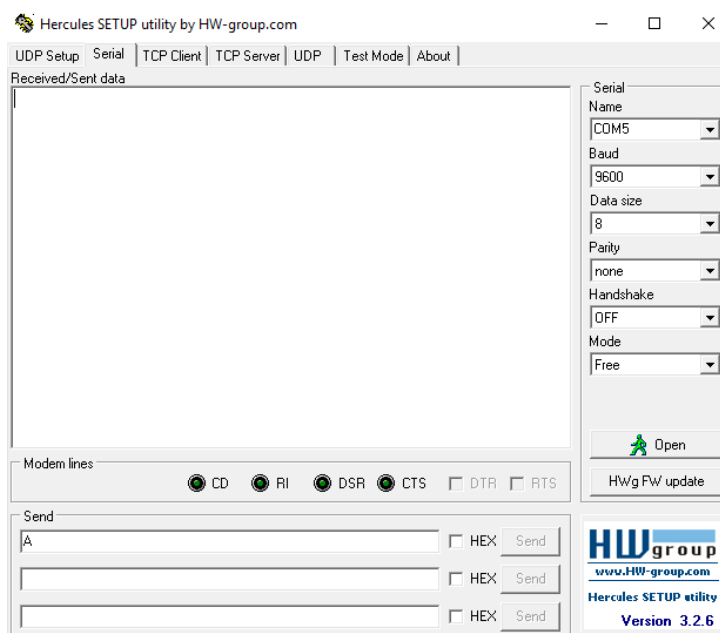 Hercules SETUP utility by HW-group.com
UDP Setup Serial TCP Client TCP Server UDP Test Mode About
Received/Sent data
Serial
Name
COM5
Baud
9600
Data size
8
Parity
none
Handshake
OFF
Mode
Free
Open
HWg FW update
Modem lines
CD RI DSR CTS DTR RTS
Send
A HEX Send
HEX Send
HEX Send
HW group
www.HW-group.com
Hercules SETUP utility
Version 3.2.6